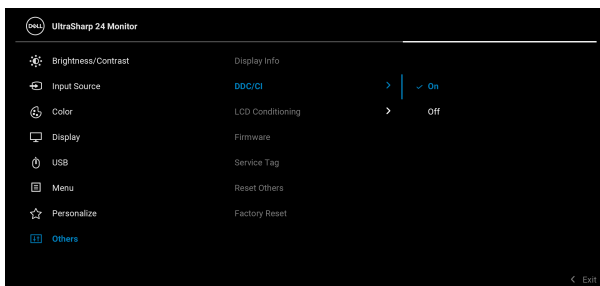 DELL UltraSharp 24 Monitor
Brightness/Contrast Display Info
Input Source DDC/CI On
Color LCD Conditioning Off
Display Firmware
USB Service Tag
Menu Reset Others
Personalize Factory Reset
Others
Exit